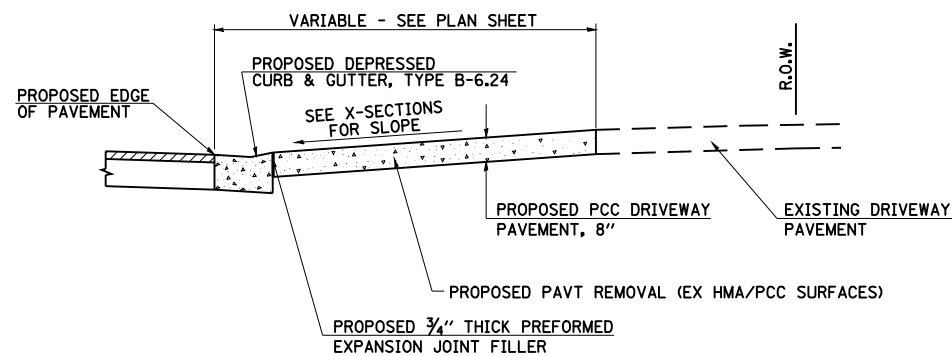 VARIABLE - SEE PLAN SHEET
R.O.W.
PROPOSED DEPRESSED
CURB & GUTTER, TYPE B-6.24
PROPOSED EDGE
OF PAVEMENT
SEE X-SECTIONS
FOR SLOPE
PROPOSED PCC DRIVEWAY
PAVEMENT, 8"
EXISTING DRIVEWAY
PAVEMENT
PROPOSED PAVT REMOVAL (EX HMA/PCC SURFACES)
PROPOSED ¾" THICK PREFORMED
EXPANSION JOINT FILLER